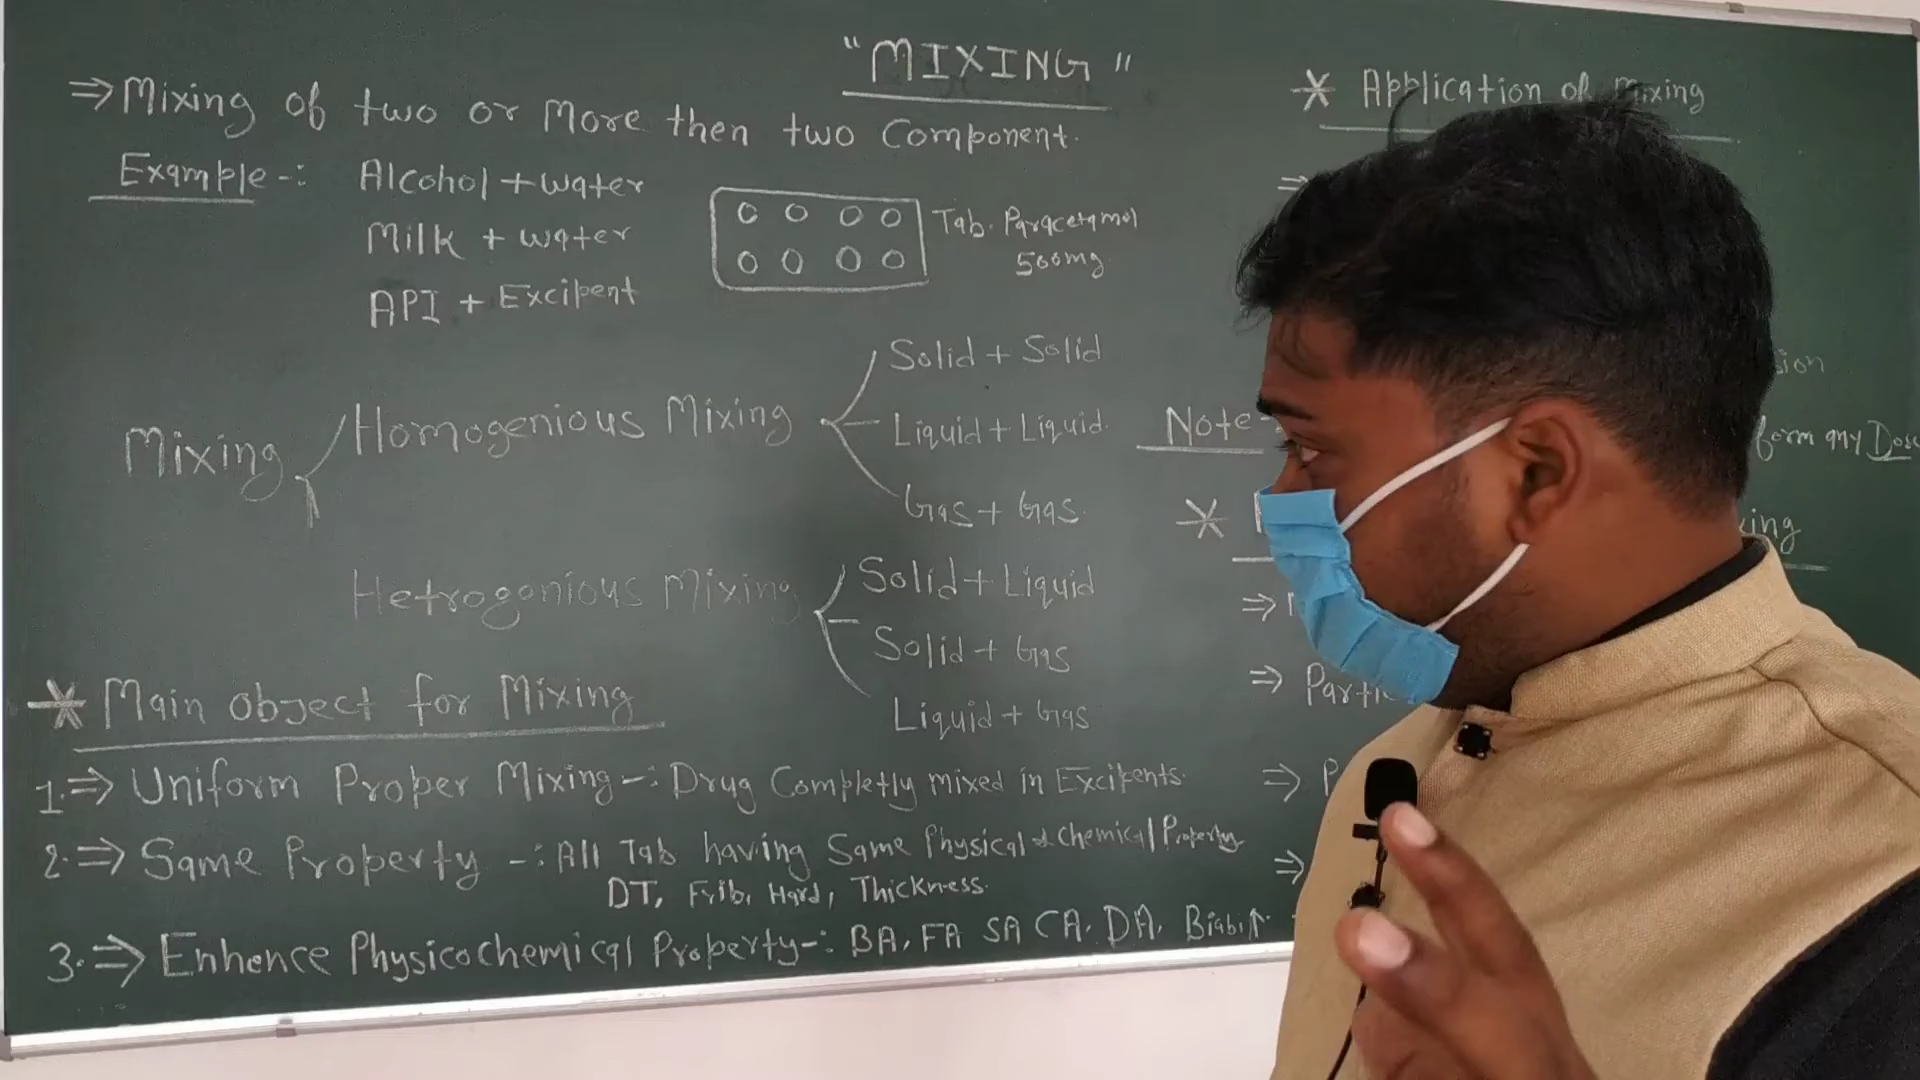 "MIXING"
⇒ Mixing of two or More then two Component.
Example -: Alcohol + water
Milk + water
API + Excipent
Tab. Paracetamol
500mg
Mixing
Homogenious Mixing
Solid + Solid
Liquid + Liquid
Gas + Gas
Hetrogonious Mixing
Solid + Liquid
Solid + Gas
Liquid + Gas
* Main object for Mixing
1. ⇒ Uniform Proper Mixing -: Drug Completly mixed in Excipents.
2. ⇒ Same Property -: All Tab having Same Physical & Chemical Property
DT, Frib, Hard, Thickness.
3. ⇒ Enhence Physicochemical Property -: BA, FA SA CA, DA,
* Application of Mixing
Note-
form any Dose